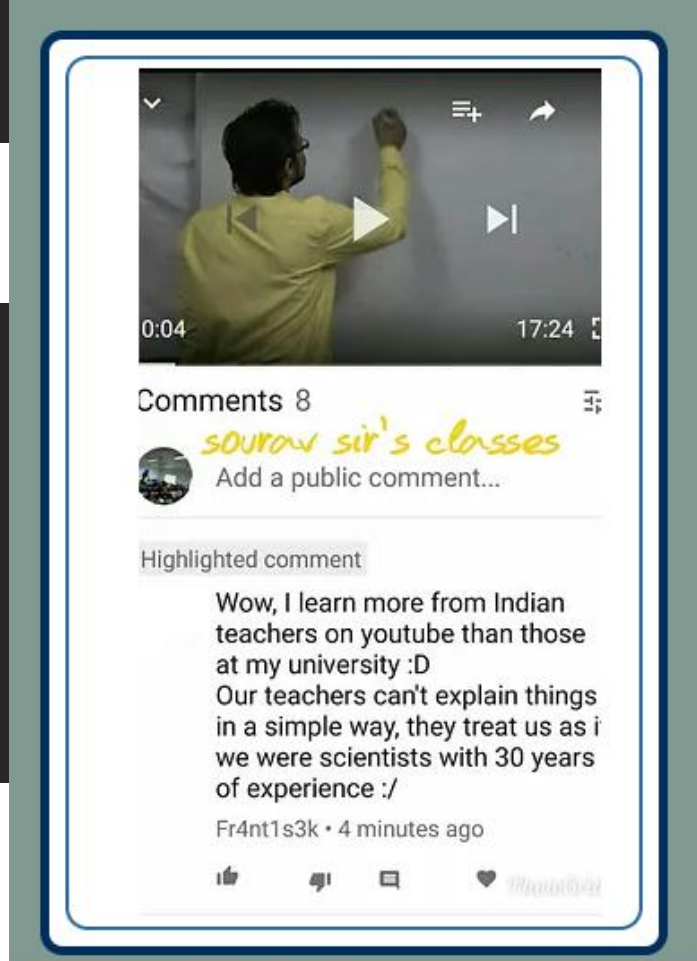 0:04
17:24
Comments 8
sourav sir's classes
Add a public comment...
Highlighted comment
Wow, I learn more from Indian
teachers on youtube than those
at my university :D
Our teachers can't explain things
in a simple way, they treat us as i
we were scientists with 30 years
of experience :/
Fr4nt1s3k • 4 minutes ago
PhotoGrid